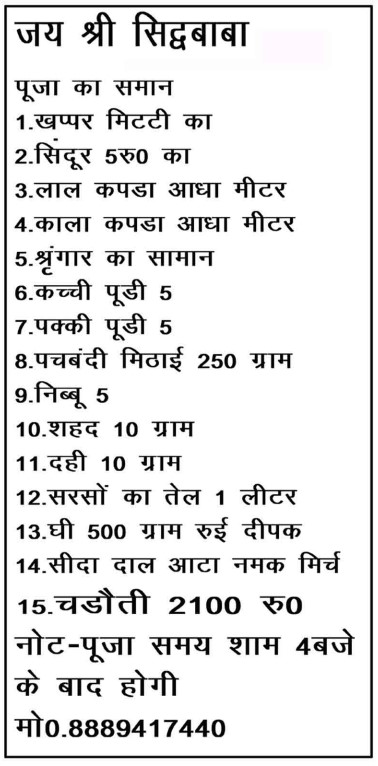 जय श्री सिद्वबाबा
पूजा का समान
1.खप्पर मिटटी का
2.सिंदूर 5रु0 का
3.लाल कपडा आधा मीटर
4.काला कपडा आधा मीटर
5.श्रृंगार का सामान
6.कच्ची पूडी 5
7.पक्की पूडी 5
8.पचबंदी मिठाई 250 ग्राम
9.निब्बू 5
10.शहद 10 ग्राम
11.दही 10 ग्राम
12.सरसों का तेल 1 लीटर
13.घी 500 ग्राम रुई दीपक
14.सीदा दाल आटा नमक मिर्च
15.चडौती 2100 रु0
नोट-पूजा समय शाम 4बजे
के बाद होगी
मो0.8889417440